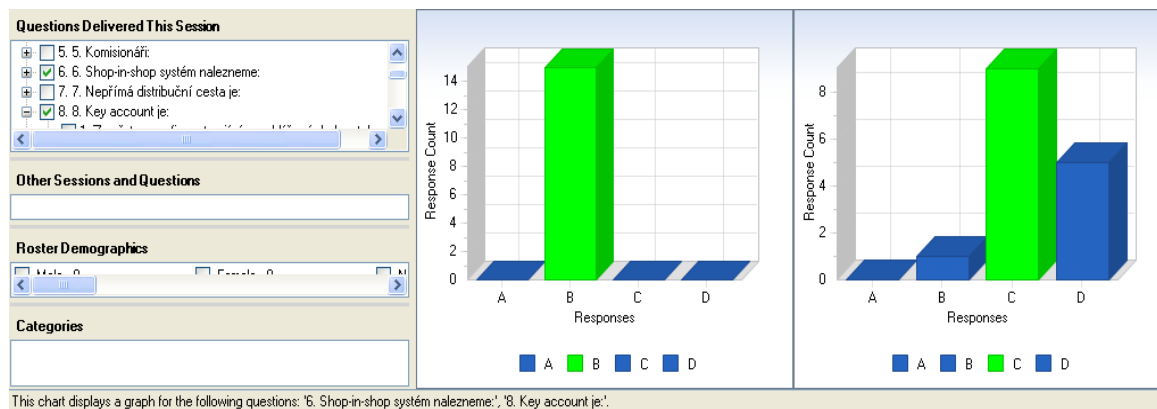 Questions Delivered This Session
5. 5. Komisionáři:
6. 6. Shop-in-shop systém nalezneme:
7. 7. Nepřímá distribuční cesta je:
8. 8. Key account je:
Other Sessions and Questions
Roster Demographics
Categories
Response Count
14
12
10
8
6
4
2
0
A B C D
Responses
A B C D
Response Count
8
6
4
2
0
A B C D
Responses
A B C D
This chart displays a graph for the following questions: '6. Shop-in-shop systém nalezneme:', '8. Key account je:'.